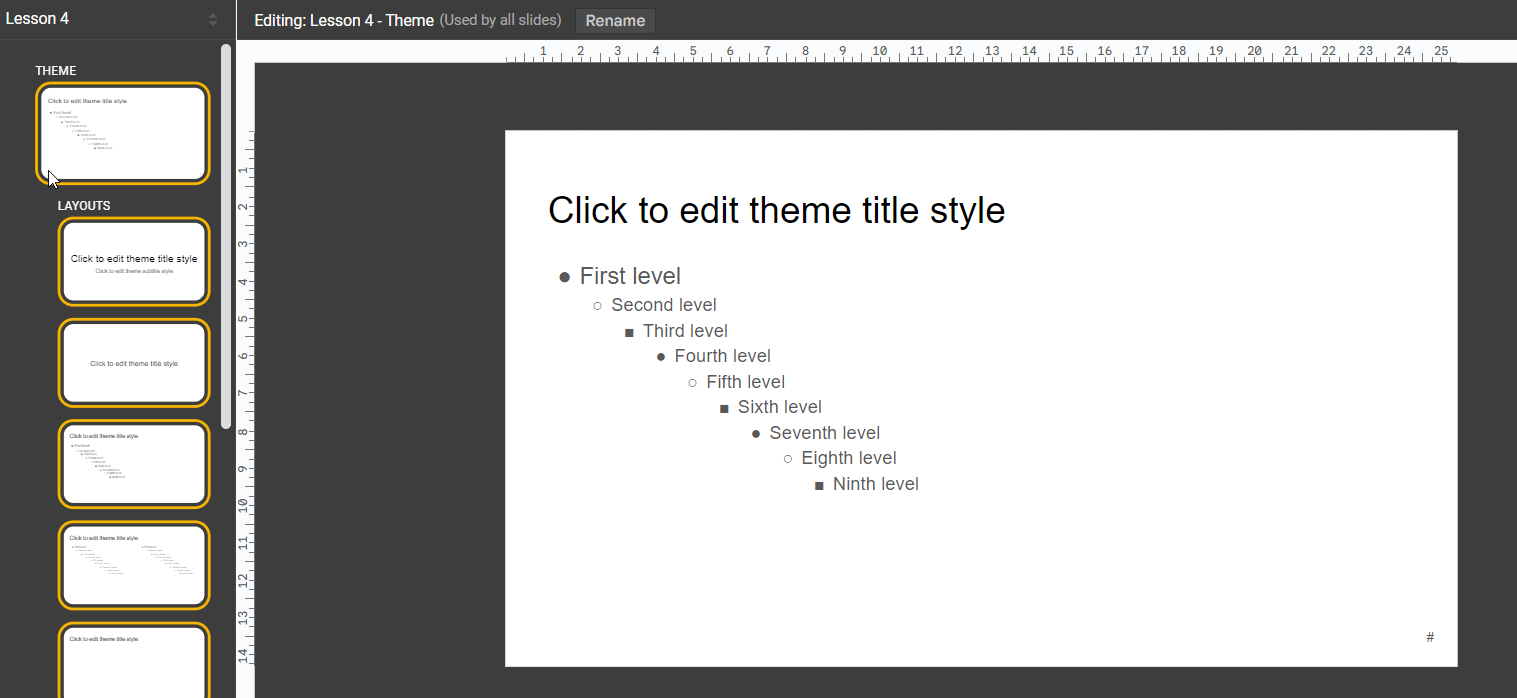 Lesson 4
Editing: Lesson 4 - Theme (Used by all slides) Rename
1 2 3 4 5 6 7 8 9 10 11 12 13 14 15 16 17 18 19 20 21 22 23 24 25
THEME
Click to edit theme title style
LAYOUTS
Click to edit theme title style
Click to edit theme subtitle style
Click to edit theme title style
Click to edit theme title style
Click to edit theme title style
Click to edit theme title style
1
2
3
4
5
6
7
8
9
10
11
12
13
14
Click to edit theme title style
● First level
○ Second level
■ Third level
● Fourth level
○ Fifth level
■ Sixth level
● Seventh level
○ Eighth level
■ Ninth level
#